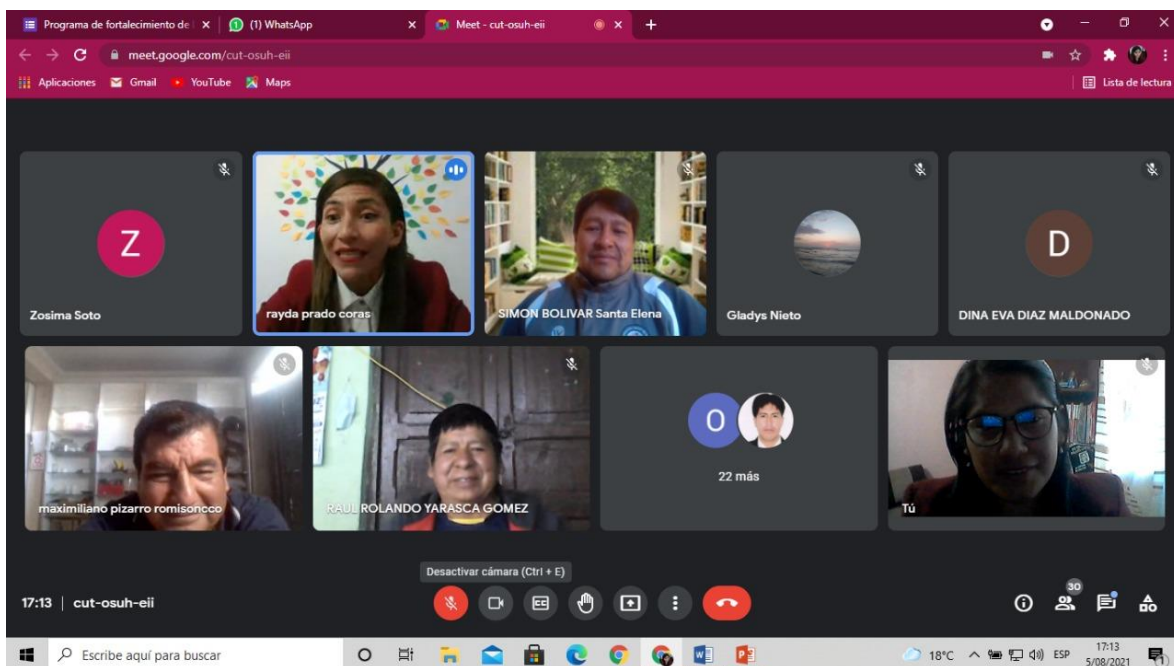 Programa de fortalecimiento de
(1) WhatsApp
Meet - cut-osuh-eii
meet.google.com/cut-osuh-eii
Aplicaciones
Gmail
YouTube
Maps
Lista de lectura
Z
Zosima Soto
rayda prado coras
SIMON BOLIVAR Santa Elena
Gladys Nieto
D
DINA EVA DIAZ MALDONADO
maximiliano pizarro romisoncco
RAUL ROLANDO YARASCA GOMEZ
O
22 más
Tú
Desactivar cámara (Ctrl + E)
17:13 | cut-osuh-eii
30
Escribe aquí para buscar
18°C
ESP
17:13
5/08/2021